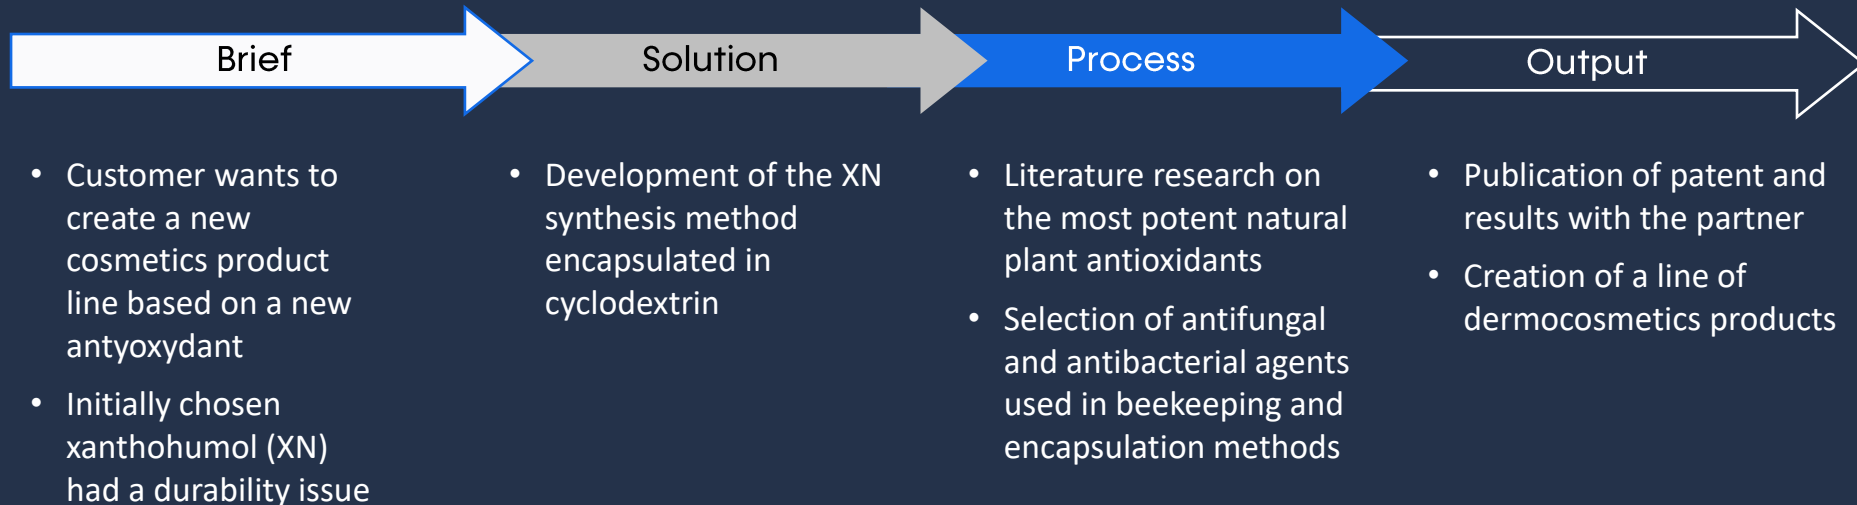 Brief
Solution
Process
Output
• Customer wants to
create a new
cosmetics product
line based on a new
antyoxydant
• Initially chosen
xanthohumol (XN)
had a durability issue
• Development of the XN
synthesis method
encapsulated in
cyclodextrin
• Literature research on
the most potent natural
plant antioxidants
• Selection of antifungal
and antibacterial agents
used in beekeeping and
encapsulation methods
• Publication of patent and
results with the partner
• Creation of a line of
dermocosmetics products